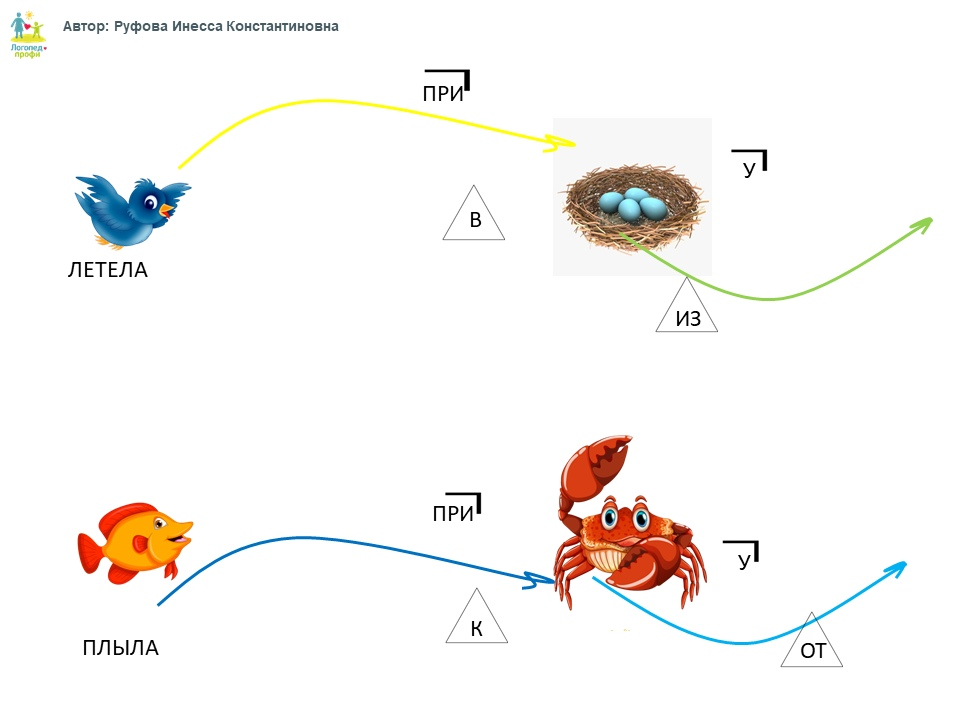 Автор: Руфова Инесса Константиновна
Логопед
профи
ПРИ
У
В
ЛЕТЕЛА
ИЗ
ПРИ
У
К
ПЛЫЛА
ОТ